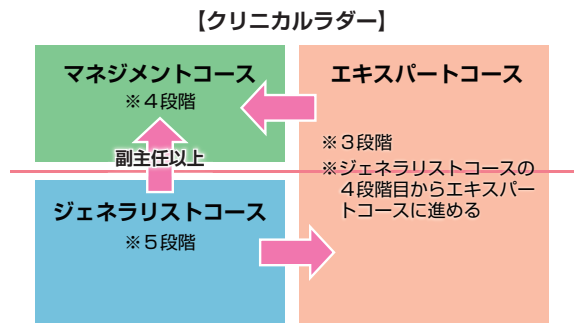 【クリニカルラダー】
マネジメントコース
※４段階
副主任以上
ジェネラリストコース
※５段階
エキスパートコース
※３段階
※ジェネラリストコースの
４段階目からエキスパー
トコースに進める